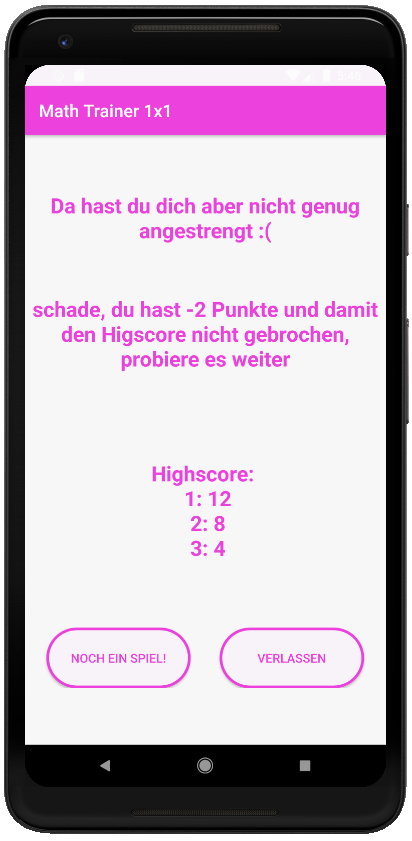 Math Trainer 1x1
Da hast du dich aber nicht genug
angestrengt :(
schade, du hast -2 Punkte und damit
den Higscore nicht gebrochen,
probiere es weiter
Highscore:
1: 12
2: 8
3: 4
NOCH EIN SPIEL!
VERLASSEN